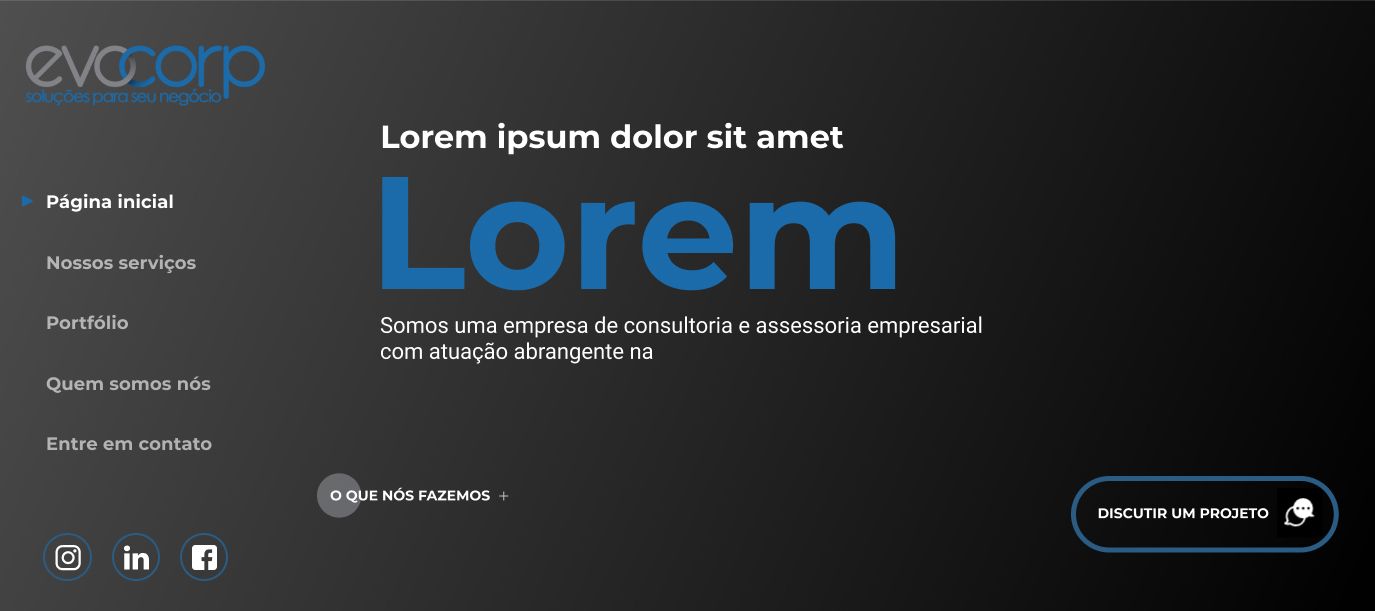 evocorp
soluções para seu negócio
Página inicial
Nossos serviços
Portfólio
Quem somos nós
Entre em contato
in
Lorem ipsum dolor sit amet
Lorem
Somos uma empresa de consultoria e assessoria empresarial
com atuação abrangente na
O QUE NÓS FAZEMOS +
DISCUTIR UM PROJETO